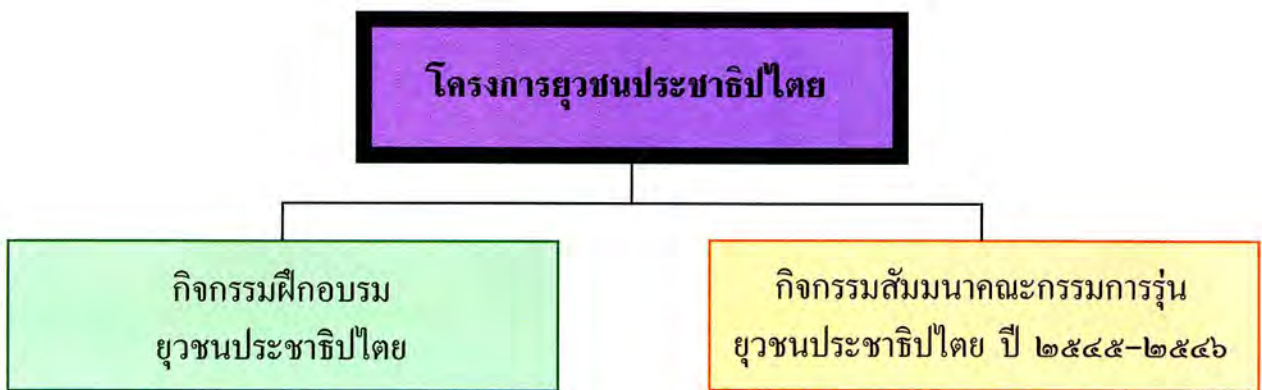 โครงการยุวชนประชาธิปไตย
กิจกรรมฝึกอบรม
ยุวชนประชาธิปไตย
กิจกรรมสัมมนาคณะกรรมการรุ่น
ยุวชนประชาธิปไตย ปี ๒๕๔๕-๒๕๔๖